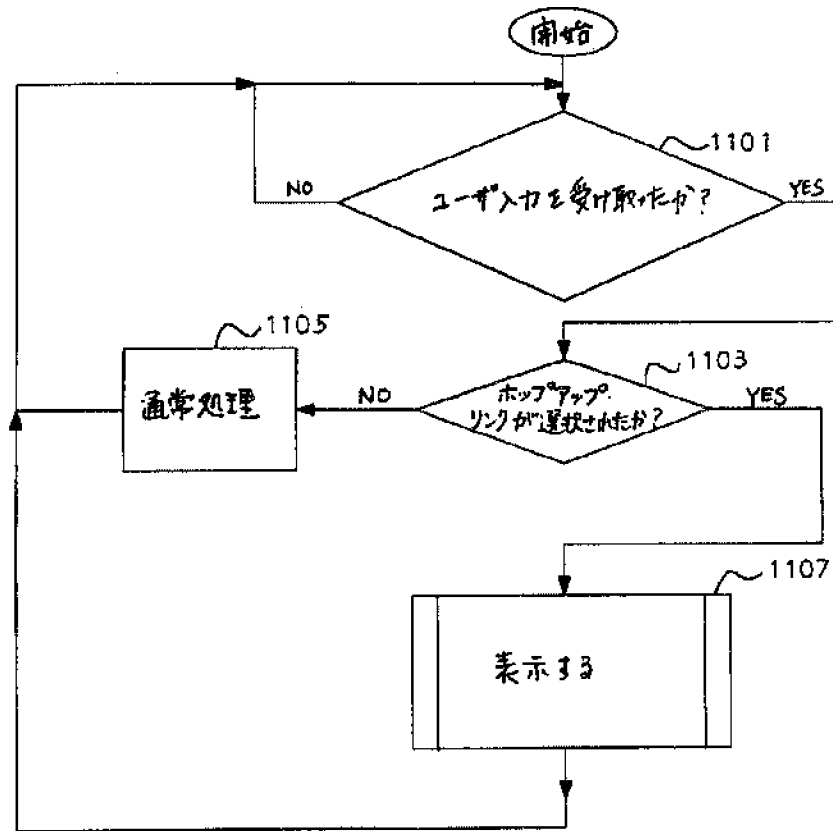 開始
1101
ユーザ入力を受け取ったか?
NO
YES
1105
通常処理
1103
ホップアップ・
リンクが選択されたか?
NO
YES
1107
表示する